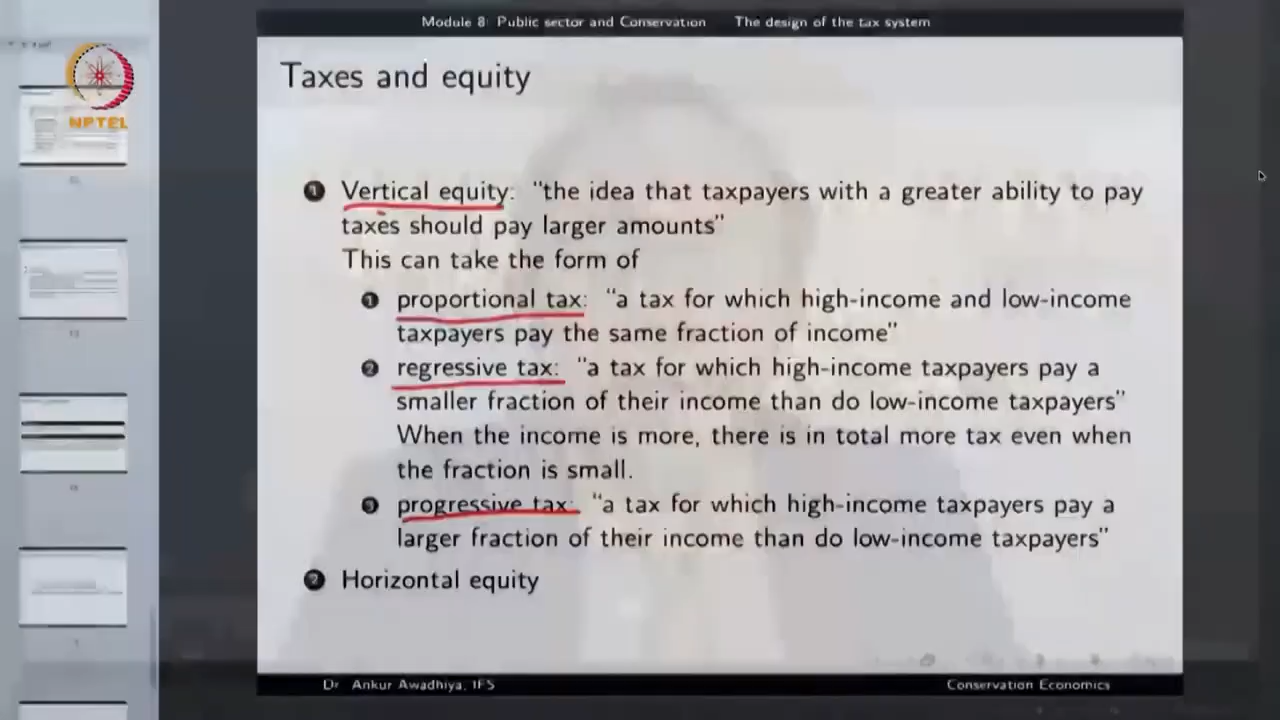 Module 8: Public sector and Conservation The design of the tax system
NPTEL
Taxes and equity
1 Vertical equity: "the idea that taxpayers with a greater ability to pay
taxes should pay larger amounts"
This can take the form of
1 proportional tax: "a tax for which high-income and low-income
taxpayers pay the same fraction of income"
2 regressive tax: "a tax for which high-income taxpayers pay a
smaller fraction of their income than do low-income taxpayers"
When the income is more, there is in total more tax even when
the fraction is small.
3 progressive tax: "a tax for which high-income taxpayers pay a
larger fraction of their income than do low-income taxpayers"
2 Horizontal equity
Dr Ankur Awadhiya, IFS Conservation Economics